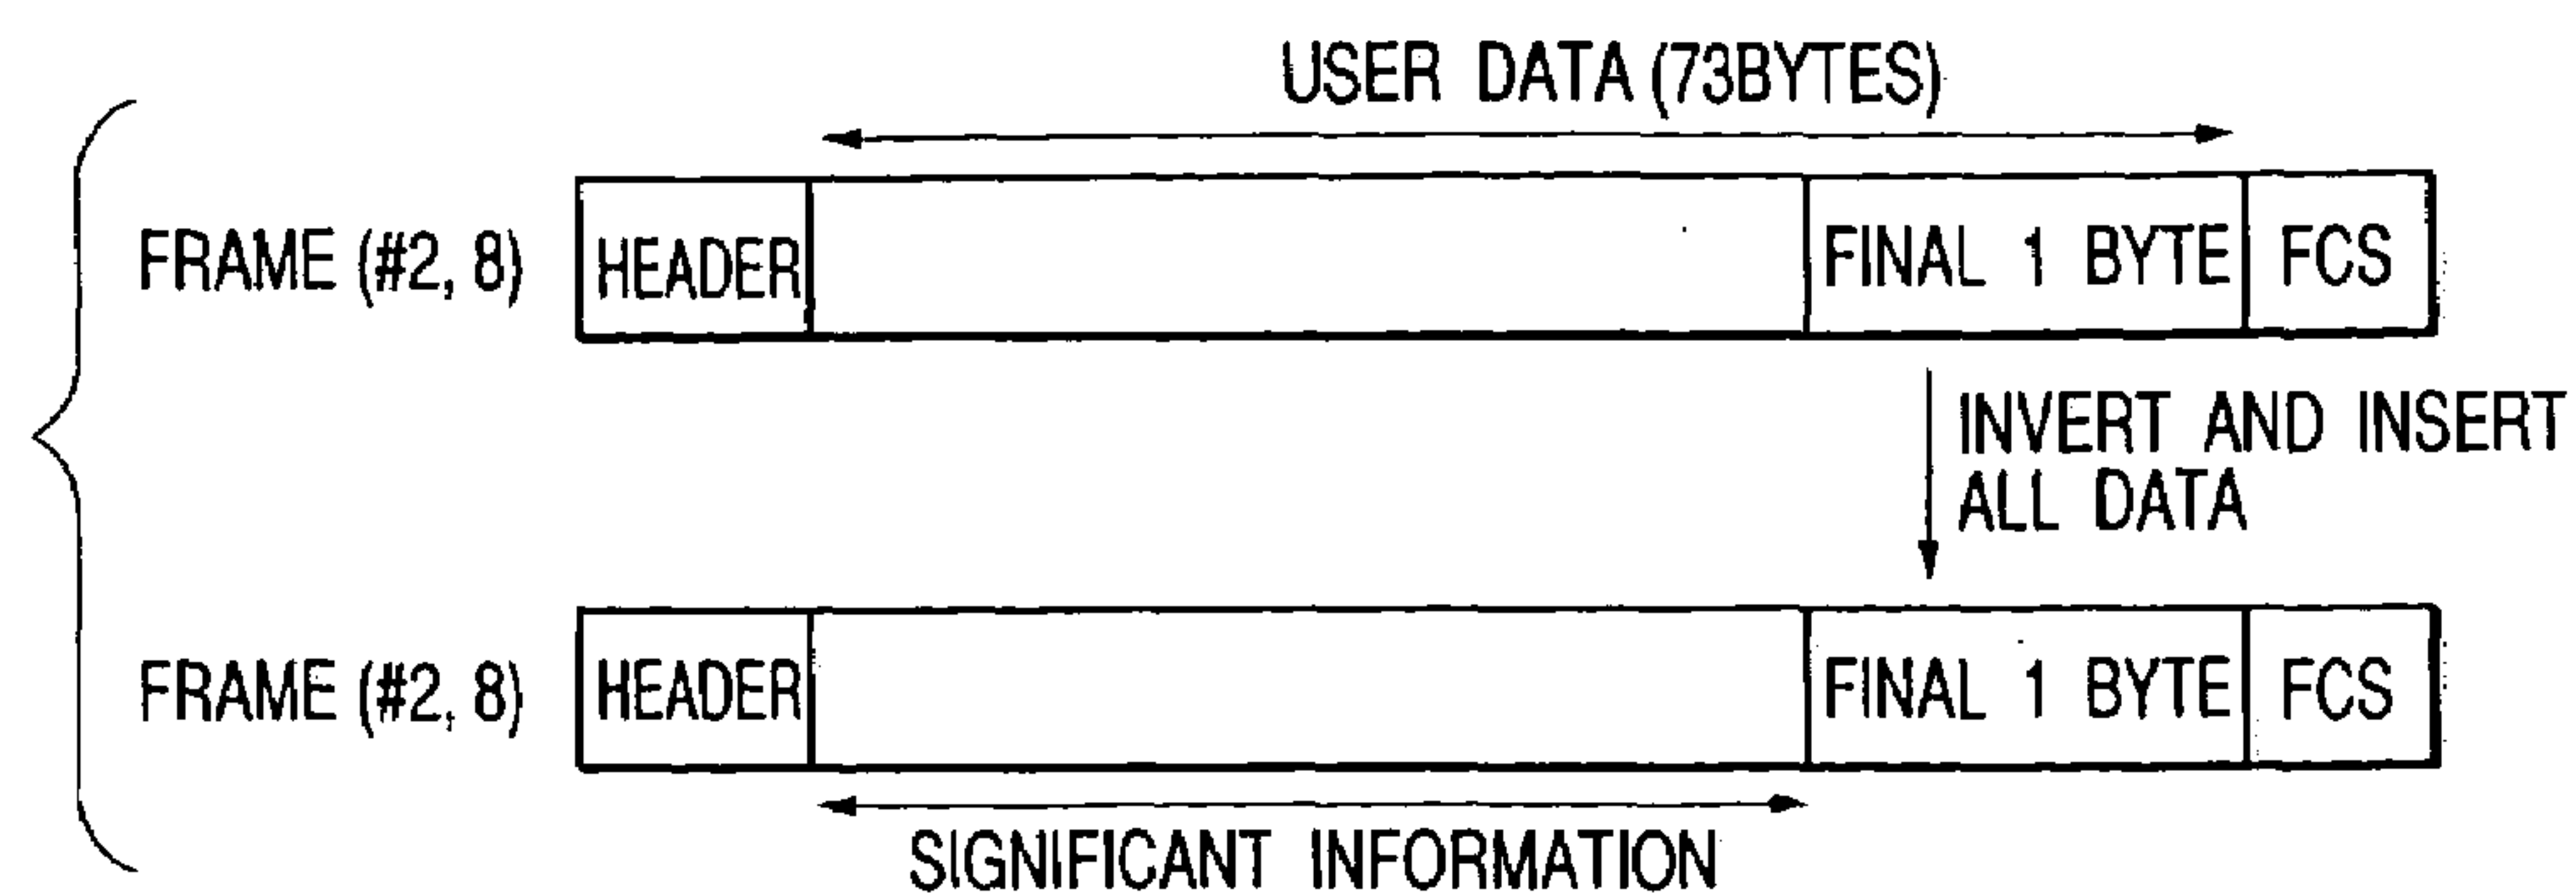 USER DATA (73BYTES)
FRAME (#2, 8)
HEADER
FINAL 1 BYTE
FCS
INVERT AND INSERT
ALL DATA
FRAME (#2, 8)
HEADER
FINAL 1 BYTE
FCS
SIGNIFICANT INFORMATION